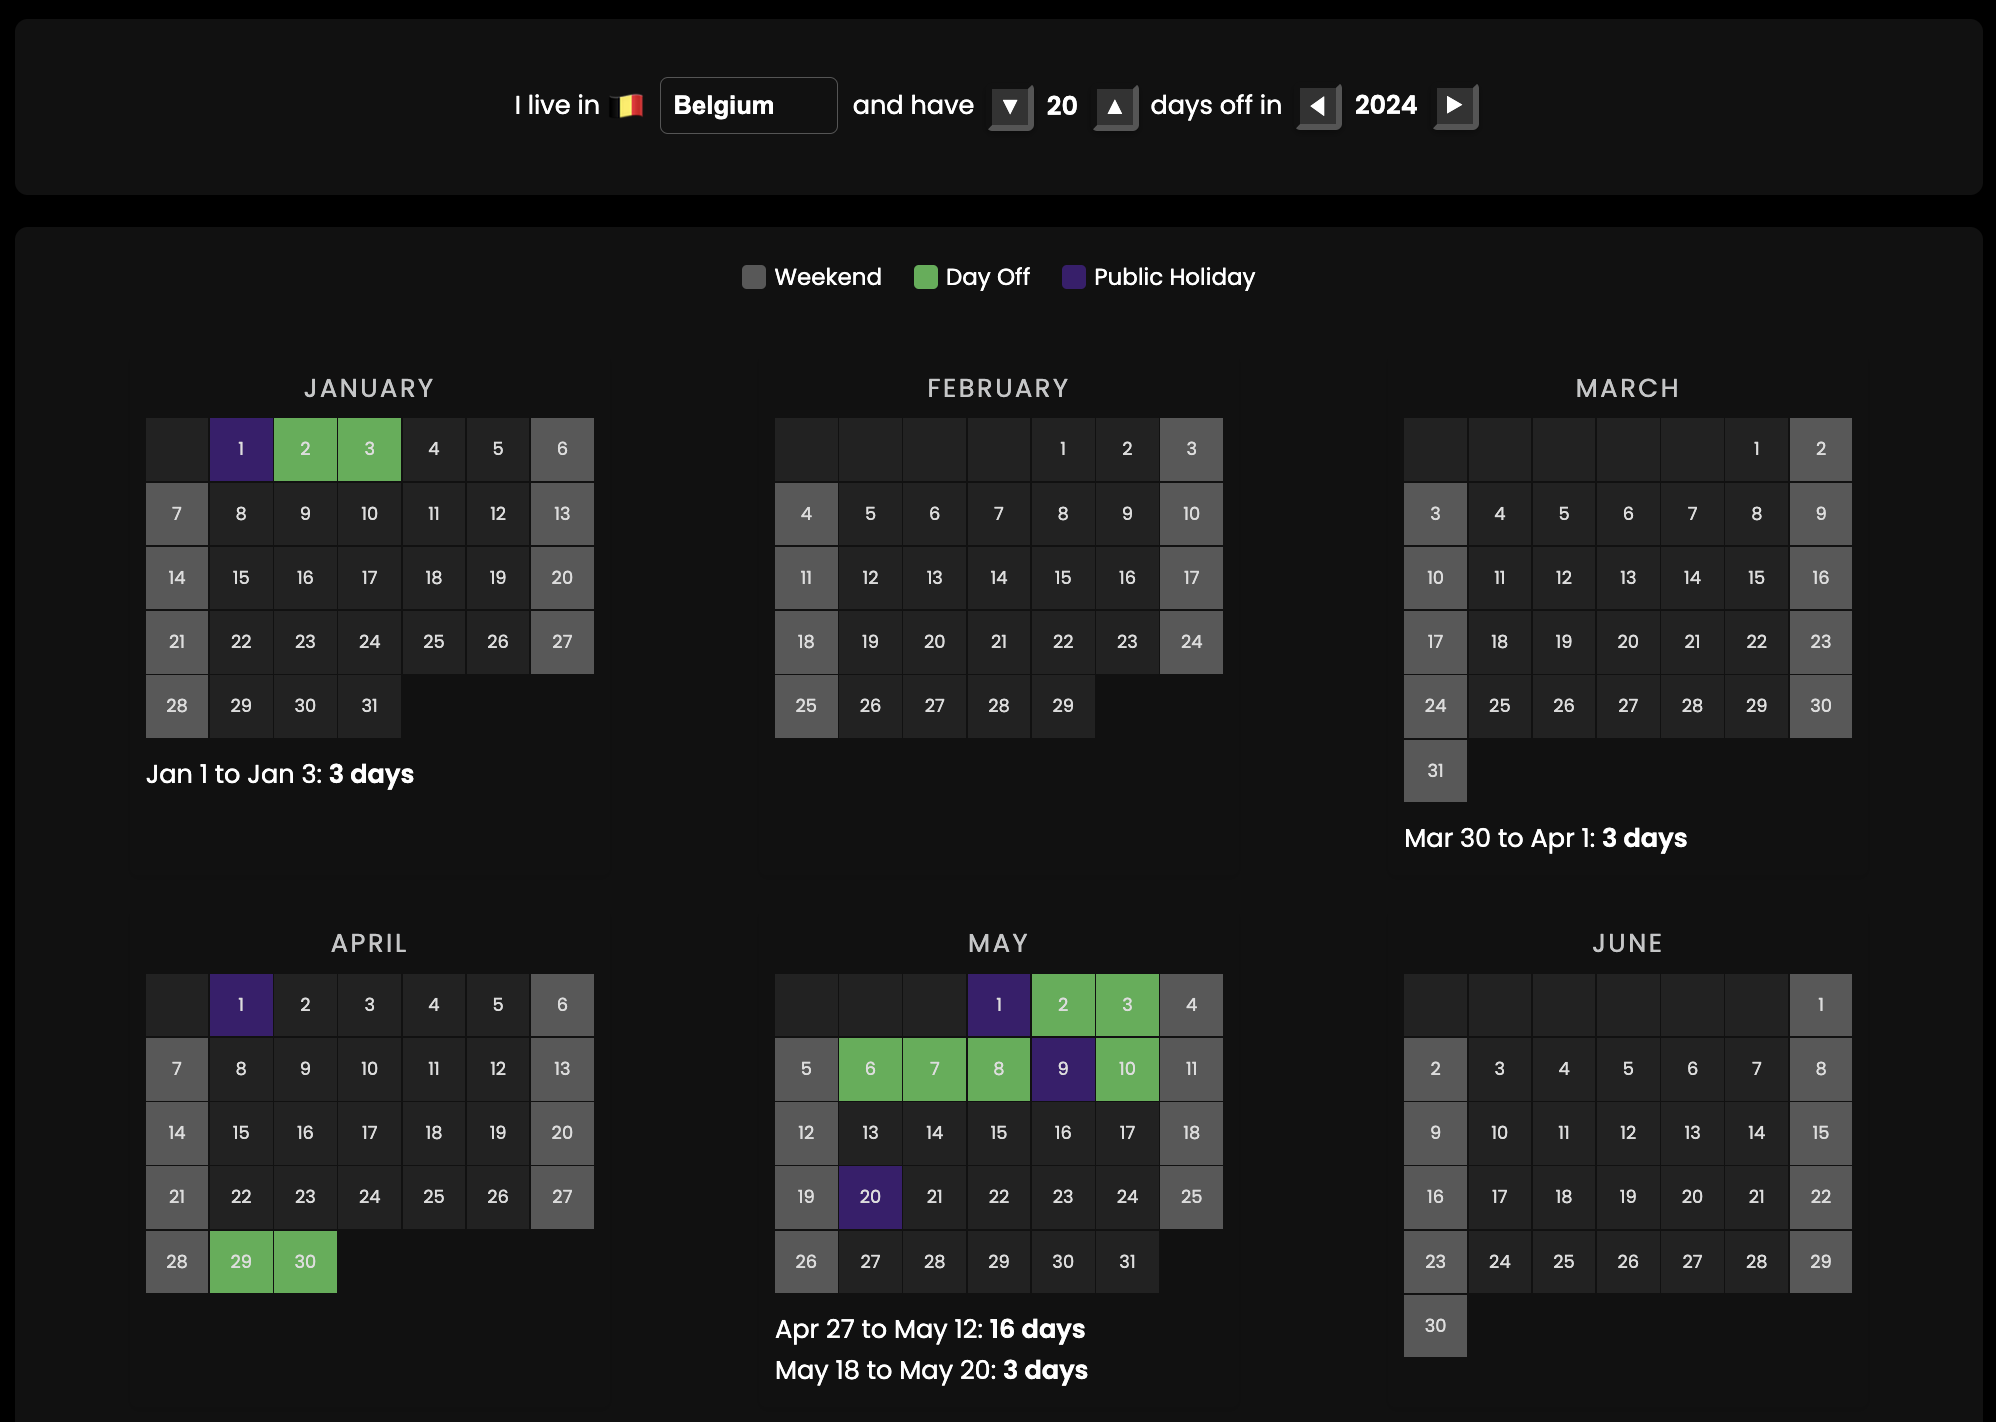 I live in Belgium and have ▼ 20 ▲ days off in ◀ 2024 ▶
Weekend Day Off Public Holiday
JANUARY FEBRUARY MARCH
1 2 3 4 5 6
7 8 9 10 11 12 13
14 15 16 17 18 19 20
21 22 23 24 25 26 27
28 29 30 31
Jan 1 to Jan 3: 3 days
1 2 3
4 5 6 7 8 9 10
11 12 13 14 15 16 17
18 19 20 21 22 23 24
25 26 27 28 29
1 2
3 4 5 6 7 8 9
10 11 12 13 14 15 16
17 18 19 20 21 22 23
24 25 26 27 28 29 30
31
Mar 30 to Apr 1: 3 days
APRIL MAY JUNE
1 2 3 4 5 6
7 8 9 10 11 12 13
14 15 16 17 18 19 20
21 22 23 24 25 26 27
28 29 30
1 2 3 4
5 6 7 8 9 10 11
12 13 14 15 16 17 18
19 20 21 22 23 24 25
26 27 28 29 30 31
Apr 27 to May 12: 16 days
May 18 to May 20: 3 days
1
2 3 4 5 6 7 8
9 10 11 12 13 14 15
16 17 18 19 20 21 22
23 24 25 26 27 28 29
30